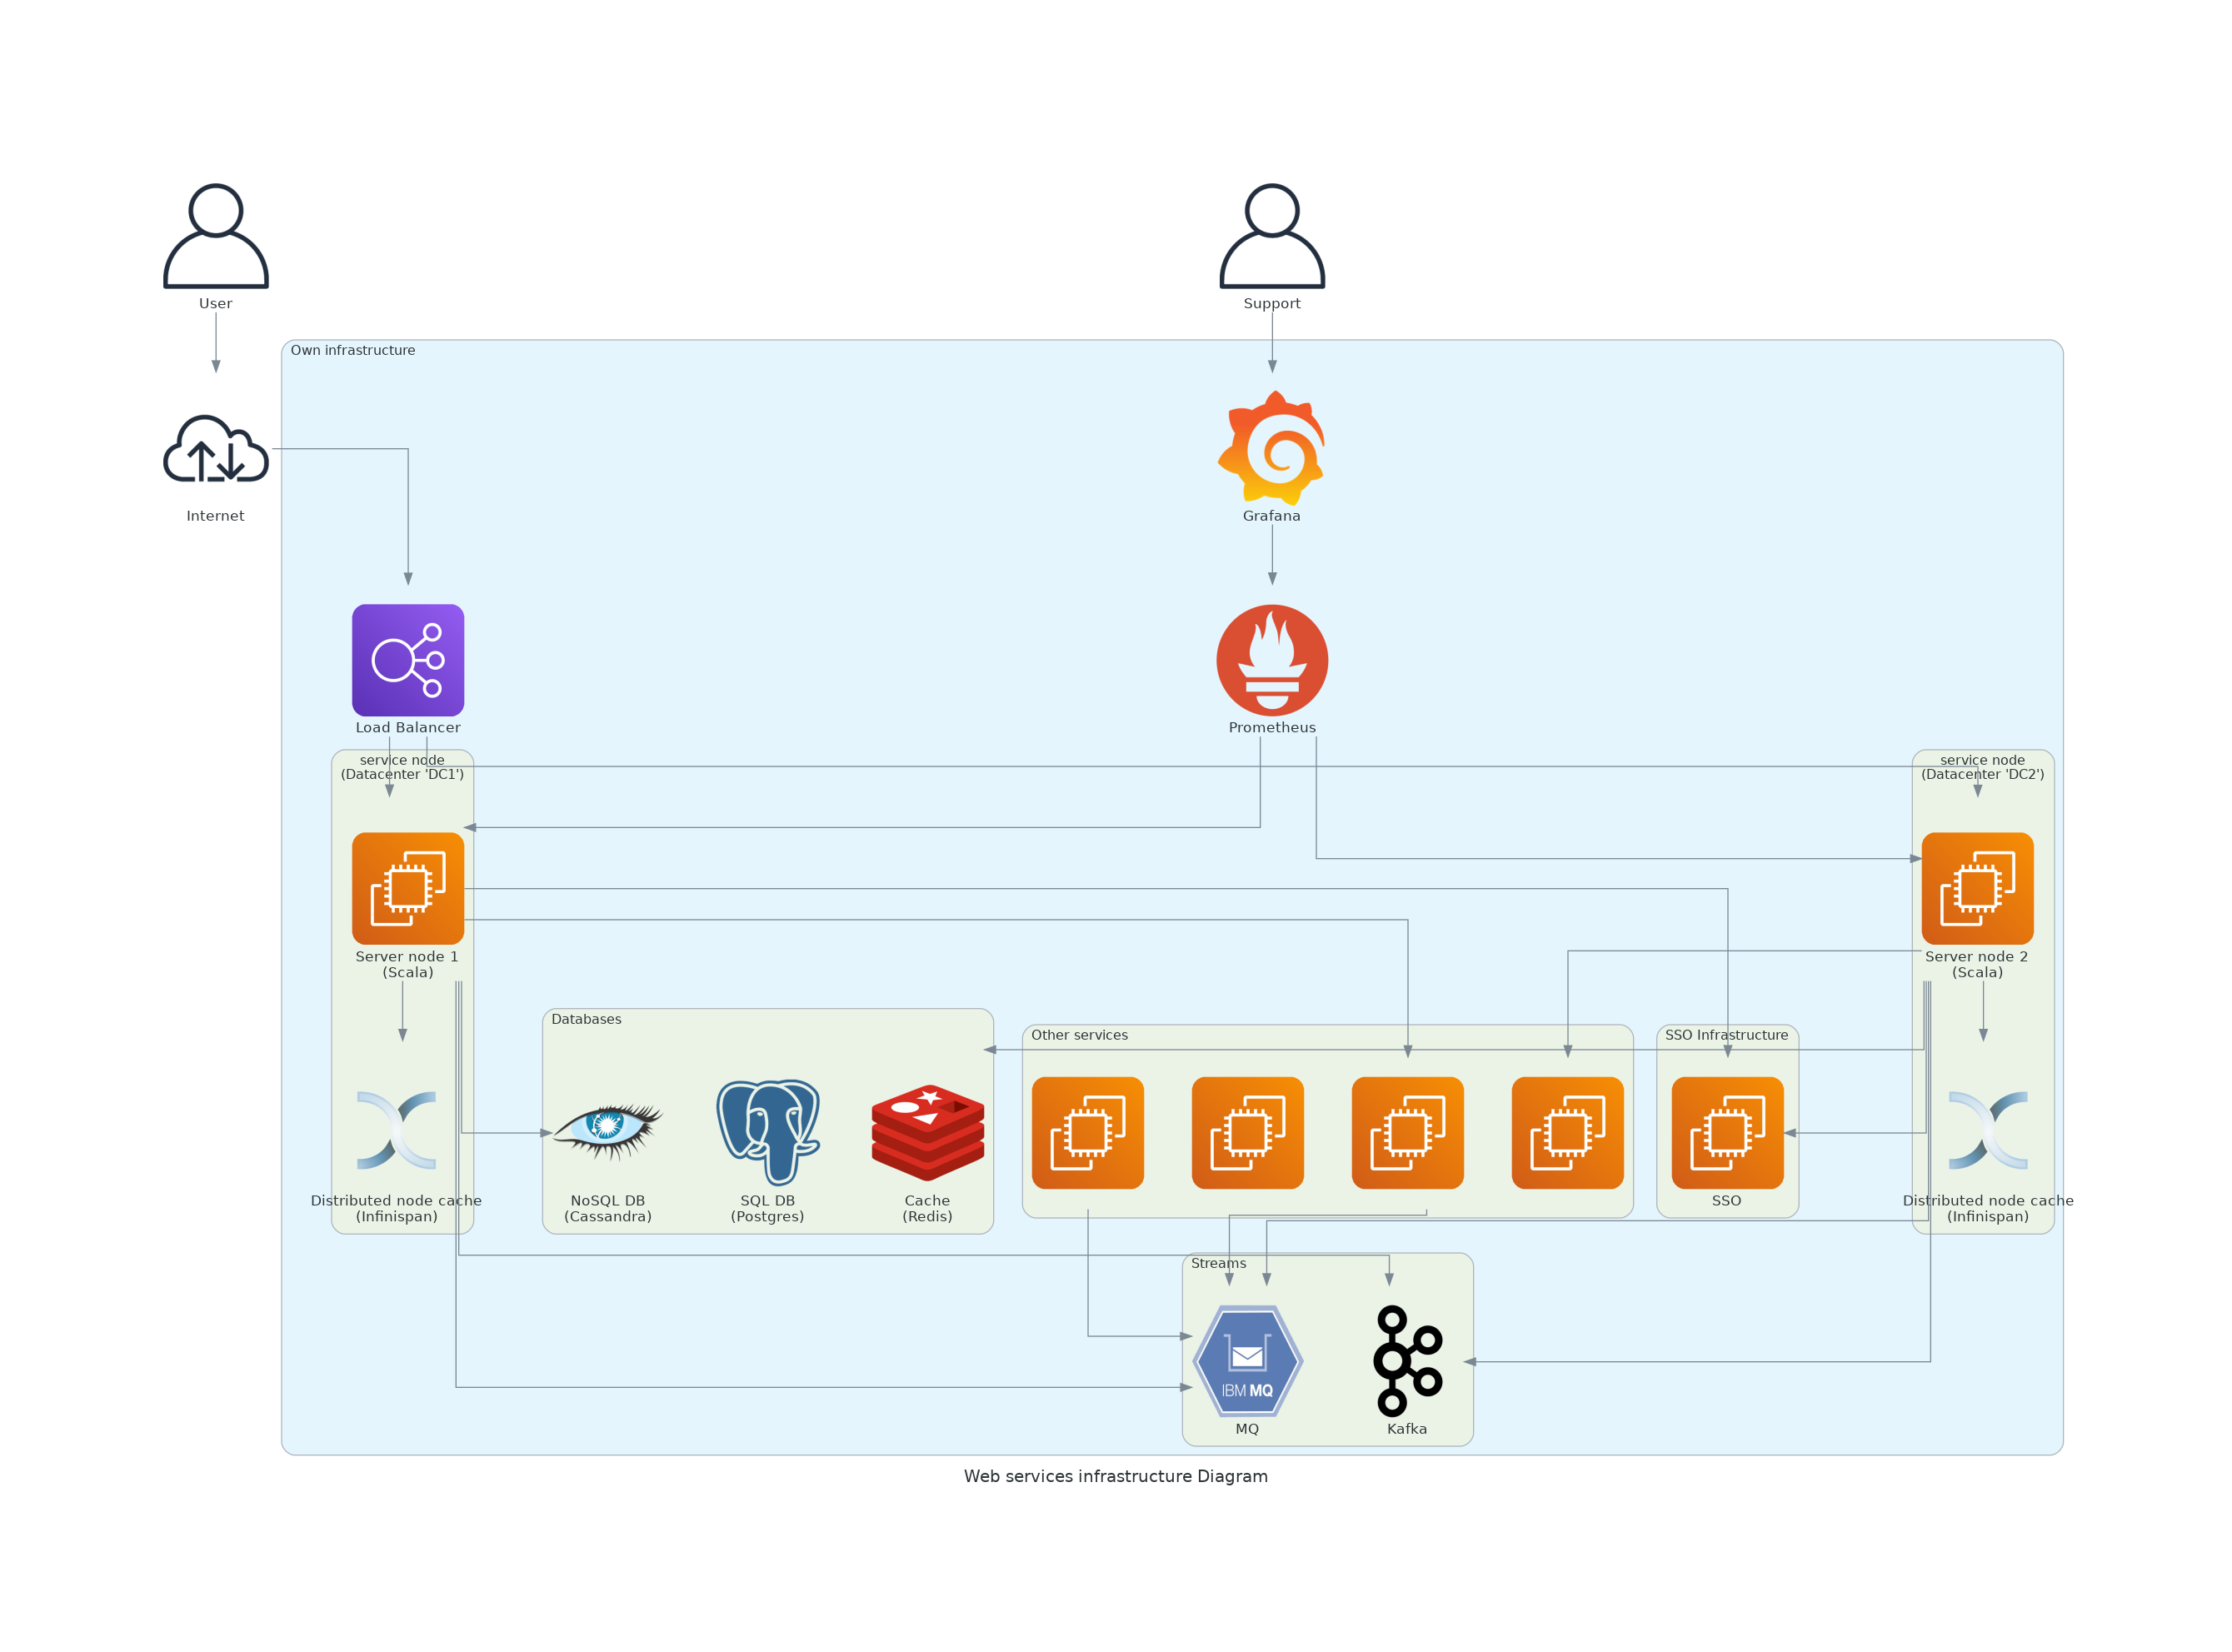 User
Support
Own infrastructure
Internet
Grafana
Load Balancer
Prometheus
service node
(Datacenter 'DC1')
service node
(Datacenter 'DC2')
Server node 1
(Scala)
Server node 2
(Scala)
Databases
Other services
SSO Infrastructure
Distributed node cache
(Infinispan)
NoSQL DB
(Cassandra)
SQL DB
(Postgres)
Cache
(Redis)
SSO
Distributed node cache
(Infinispan)
Streams
IBM MQ
MQ
Kafka
Web services infrastructure Diagram